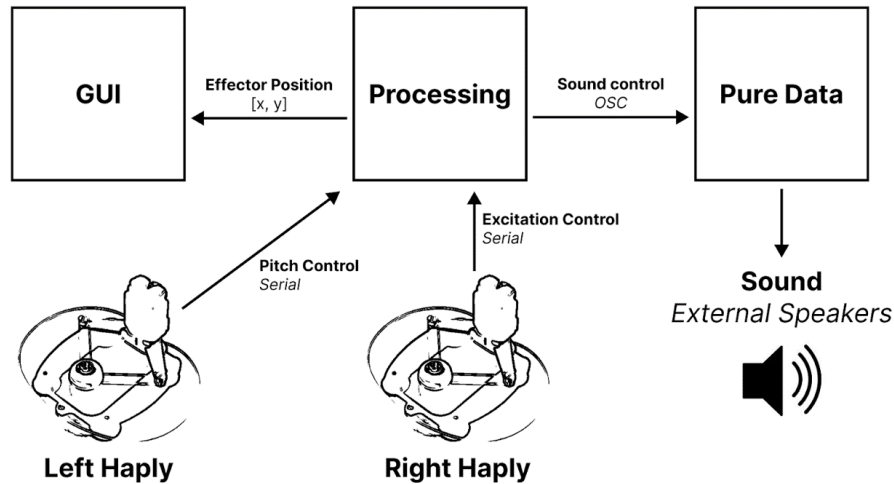 GUI
Effector Position
[x, y]
Processing
Sound control
OSC
Pure Data
Pitch Control
Serial
Excitation Control
Serial
Sound
External Speakers
Left Haply
Right Haply